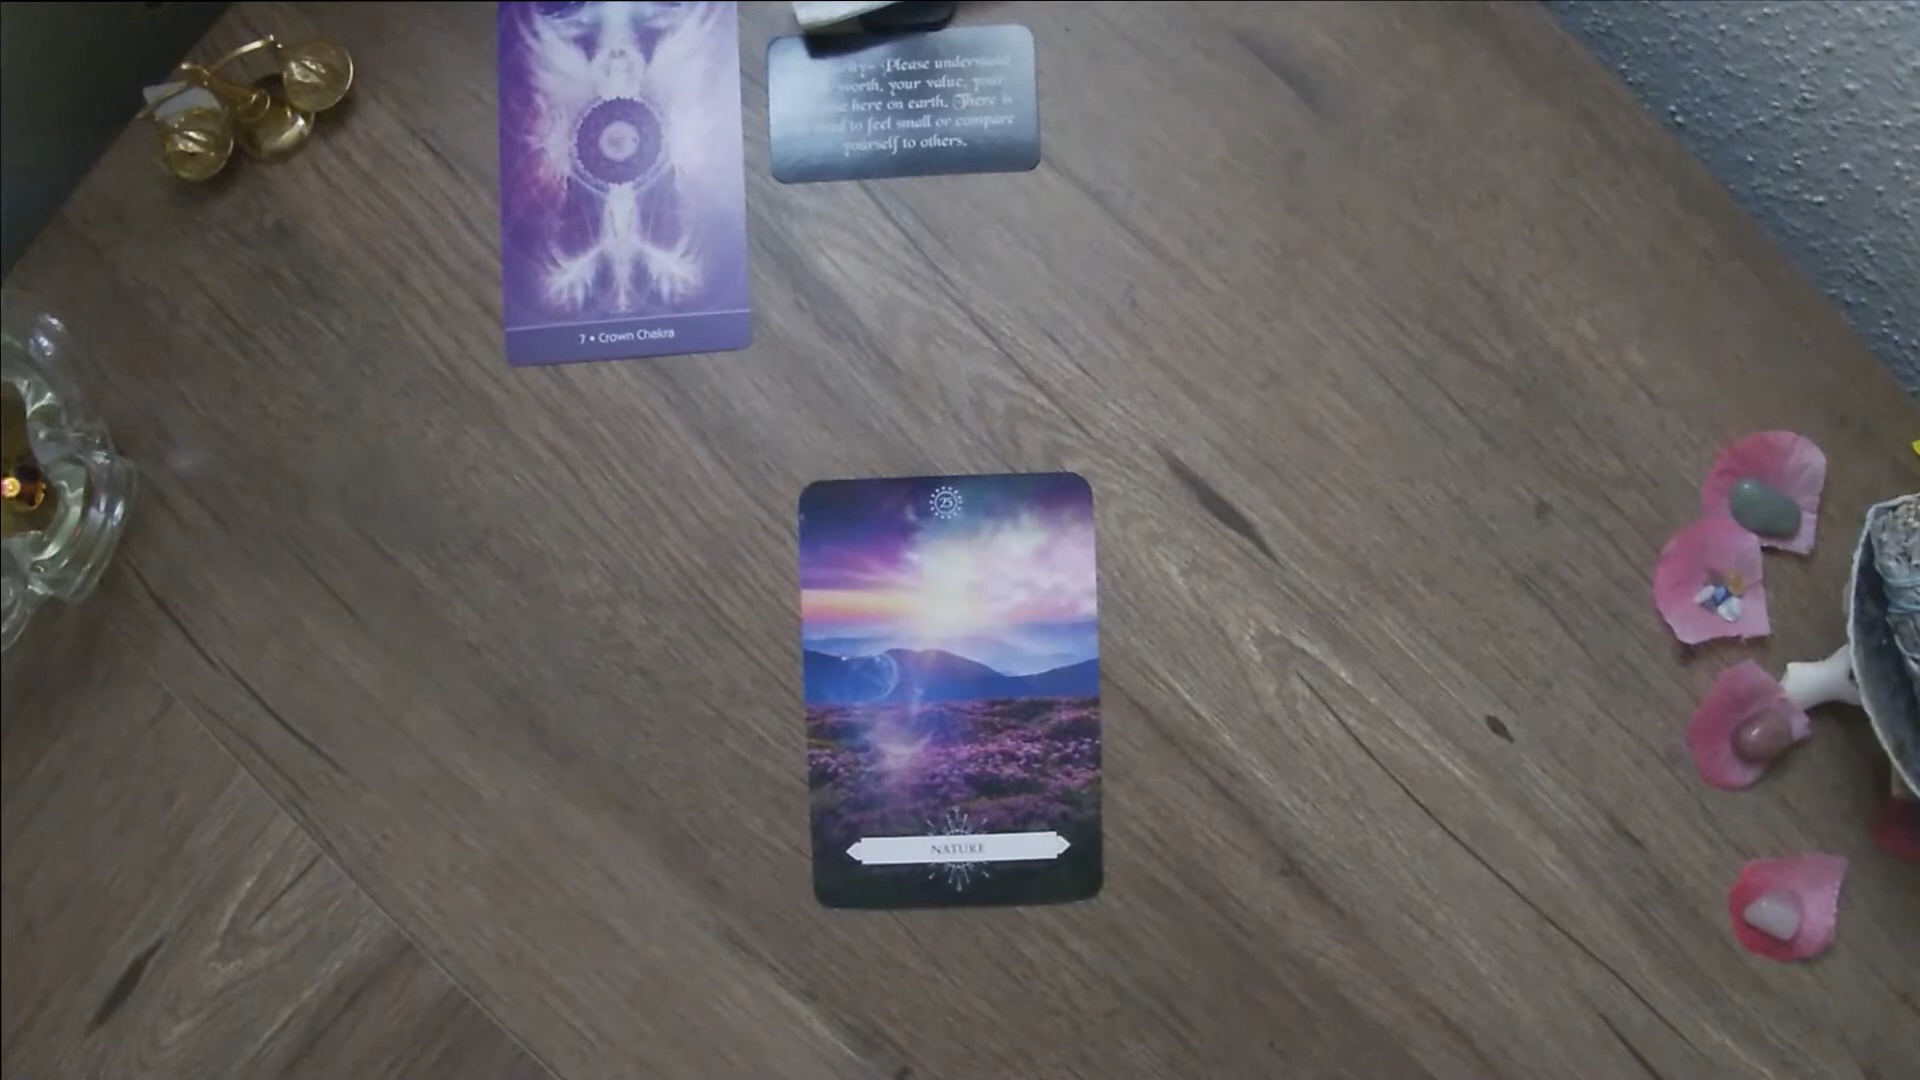 7 • Crown Chakra
Please understand
worth, your value, your
here on earth. There is
to feel small or compare
yourself to others.
25
NATURE